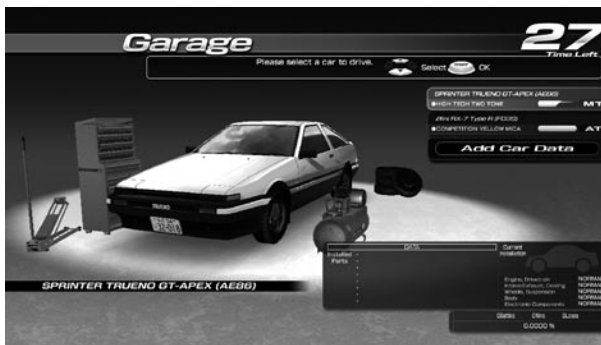 Garage
27
Time Left
Please select a car to drive.
Select
OK
SPRINTER TRUENO GT-APEX (AE86)
HIGH TECH TWO TONE
MT
RX-7 Type R (FD3S)
COMPETITION YELLOW MICA
AT
Add Car Data
TRUENO
DATA
Installed
Parts
Current
Installation
Engine, Drivetrain NORMAL
Intake/Exhaust, Cooling NORMAL
Wheels, Suspension NORMAL
Body NORMAL
Electronic Components NORMAL
0.0000 %
SPRINTER TRUENO GT-APEX (AE86)